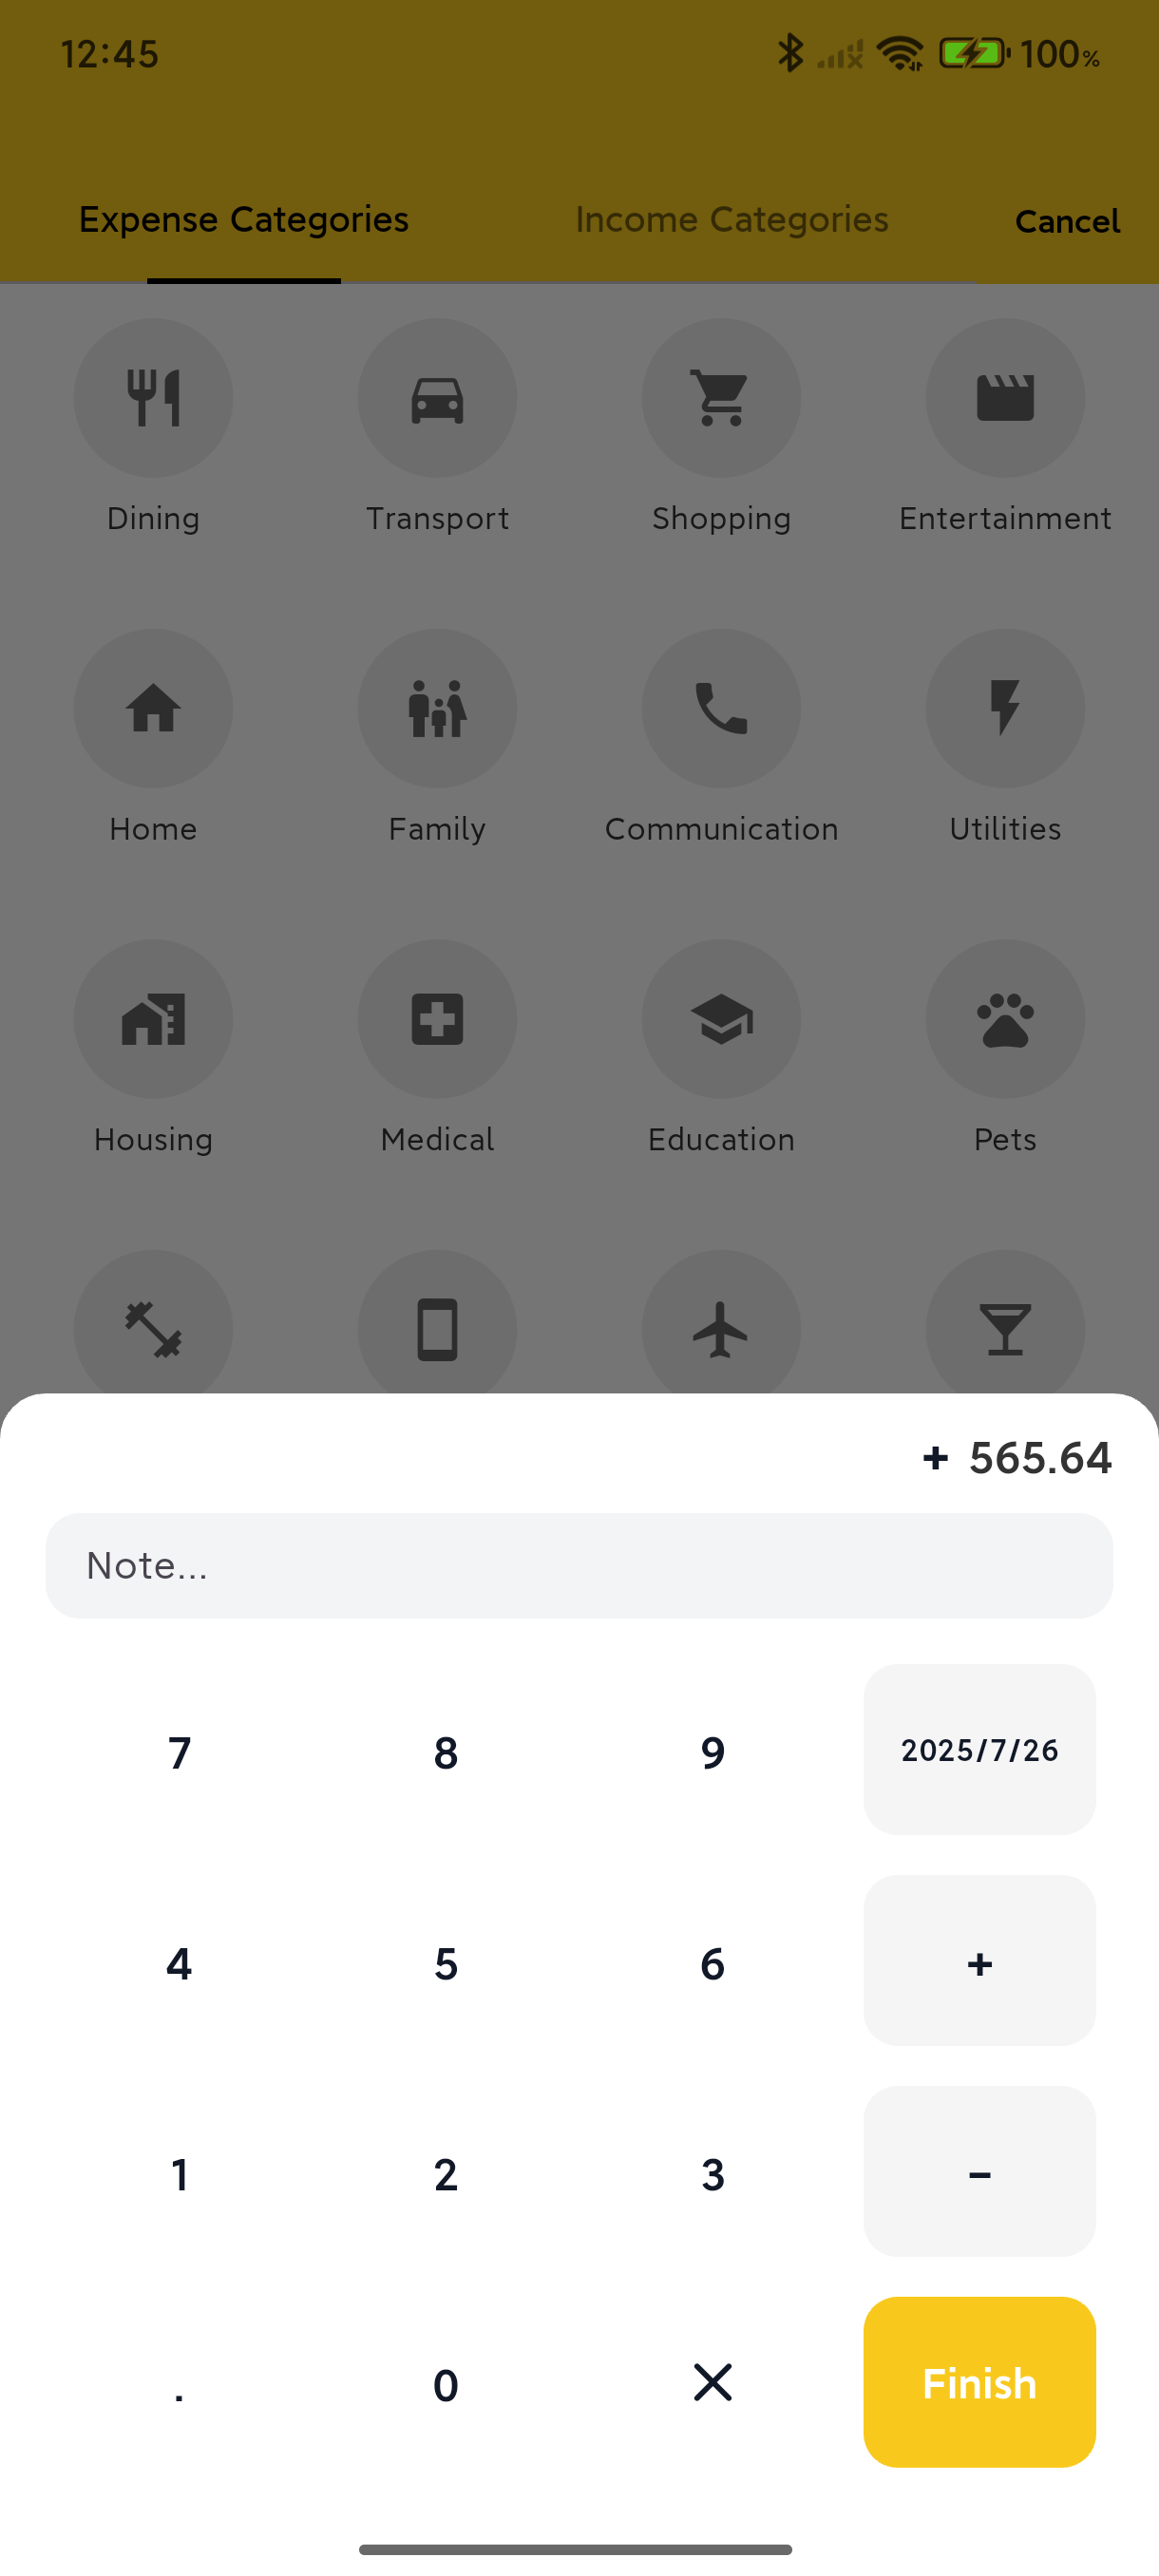 12:45 100%
Expense Categories Income Categories Cancel
Dining Transport Shopping Entertainment
Home Family Communication Utilities
Housing Medical Education Pets
+ 565.64
Note...
7 8 9 2025/7/26
4 5 6 +
1 2 3 -
. 0 Finish